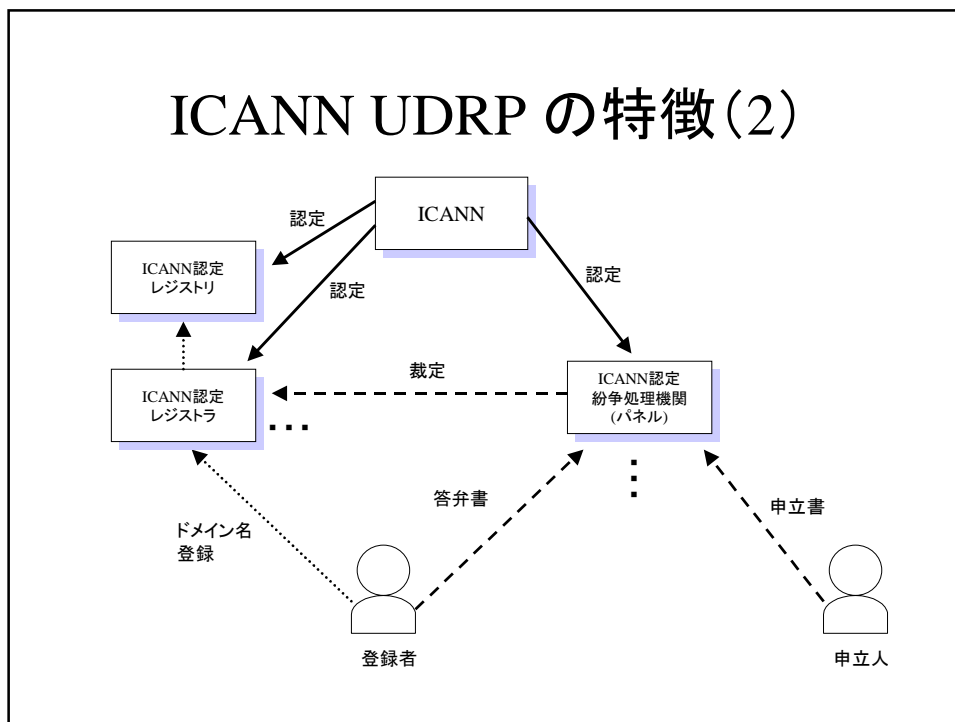 ICANN UDRP の特徴(2)
ICANN
認定
認定
認定
ICANN認定
レジストリ
ICANN認定
レジストラ
...
裁定
ICANN認定
紛争処理機関
(パネル)
答弁書
申立書
ドメイン名
登録
登録者
申立人